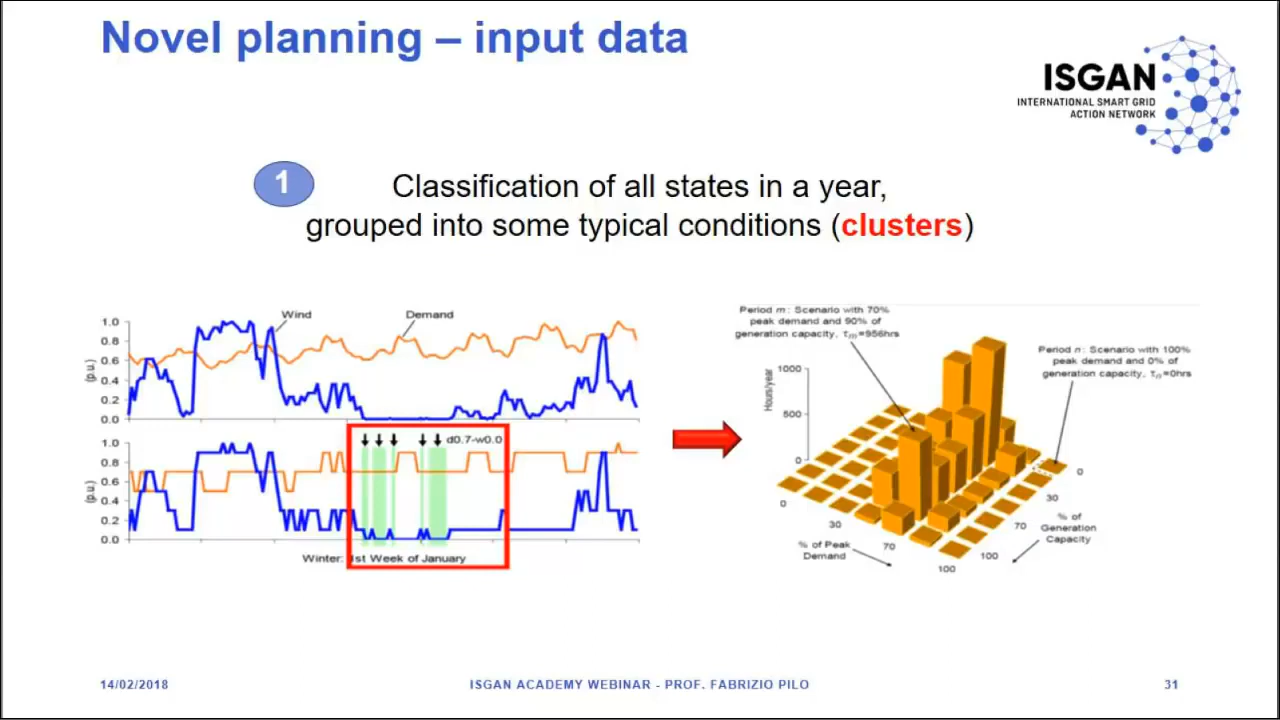 Novel planning – input data
ISGAN
INTERNATIONAL SMART GRID
ACTION NETWORK
1
Classification of all states in a year,
grouped into some typical conditions (clusters)
Wind
Demand
1.0
0.8
0.6
0.4
0.2
0.0
(p.u.)
d0.7-w0.0
1.0
0.8
0.6
0.4
0.2
0.0
(p.u.)
Winter: 1st Week of January
Period m: Scenario with 70%
peak demand and 90% of
generation capacity, τm=956hrs
Period n: Scenario with 100%
peak demand and 0% of
generation capacity, τn=0hrs
Hours/year
1000
500
0
0
30
70
100
% of Peak
Demand
0
30
70
100
% of
Generation
Capacity
14/02/2018
ISGAN ACADEMY WEBINAR - PROF. FABRIZIO PILO
31